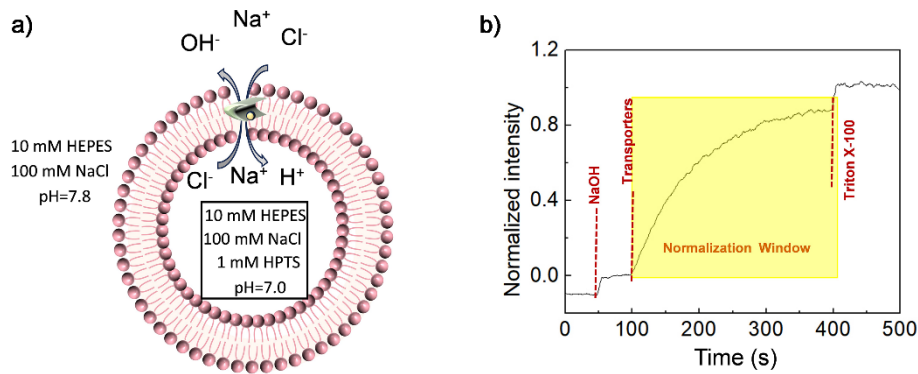 a)
Na⁺
OH⁻
Cl⁻
10 mM HEPES
100 mM NaCl
pH=7.8
Cl⁻
Na⁺
H⁺
10 mM HEPES
100 mM NaCl
1 mM HPTS
pH=7.0
b)
Normalized intensity
1.2
0.8
0.4
0.0
NaOH
Transporters
Triton X-100
Normalization Window
0 100 200 300 400 500
Time (s)